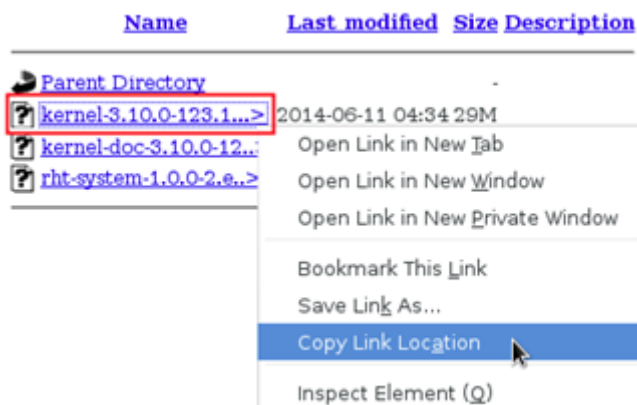 Name Last modified Size Description
Parent Directory -
kernel-3.10.0-123.1...> 2014-06-11 04:34 29M
kernel-doc-3.10.0-12..
rht-system-1.0.0-2.e..>
Open Link in New Tab
Open Link in New Window
Open Link in New Private Window
Bookmark This Link
Save Link As...
Copy Link Location
Inspect Element (Q)